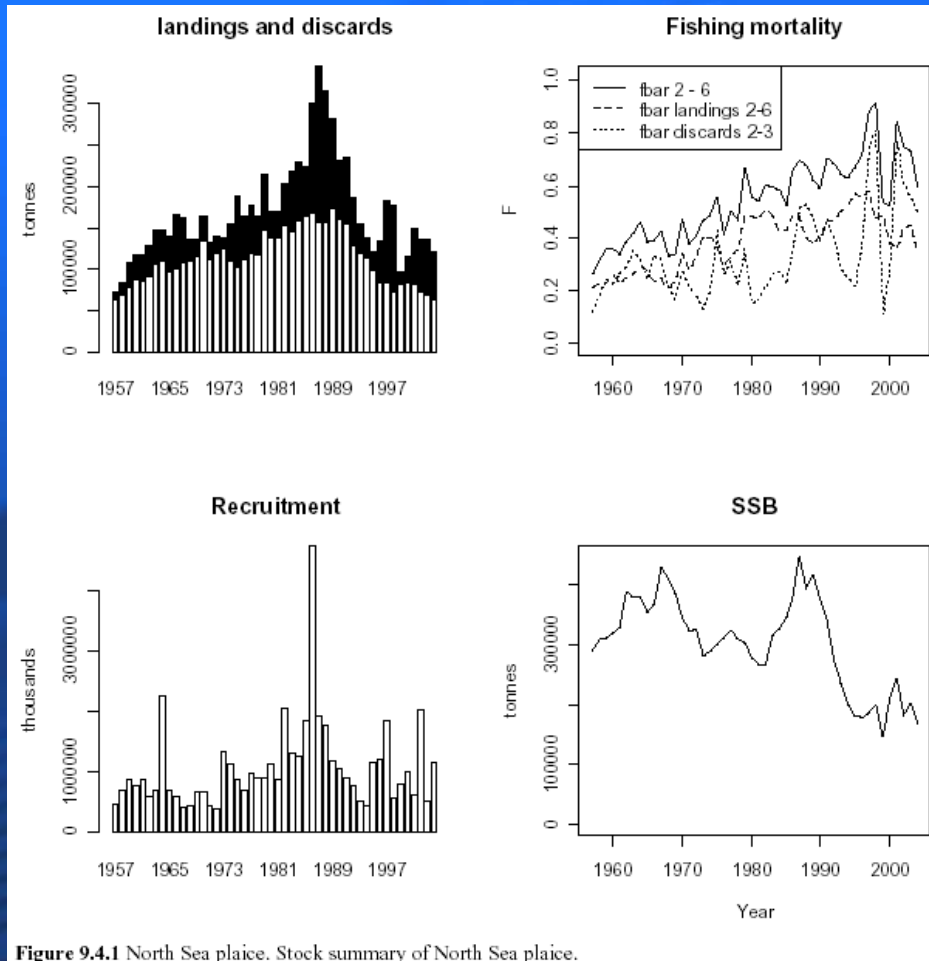 landings and discards
tonnes
300000
200000
100000
0
1957 1965 1973 1981 1989 1997
Fishing mortality
F
1.0
0.8
0.6
0.4
0.2
0.0
fbar 2 - 6
fbar landings 2-6
fbar discards 2-3
1960 1970 1980 1990 2000
Recruitment
thousands
3000000
1000000
0
1957 1965 1973 1981 1989 1997
SSB
tonnes
300000
100000
0
1960 1970 1980 1990 2000
Year
Figure 9.4.1 North Sea plaice. Stock summary of North Sea plaice.